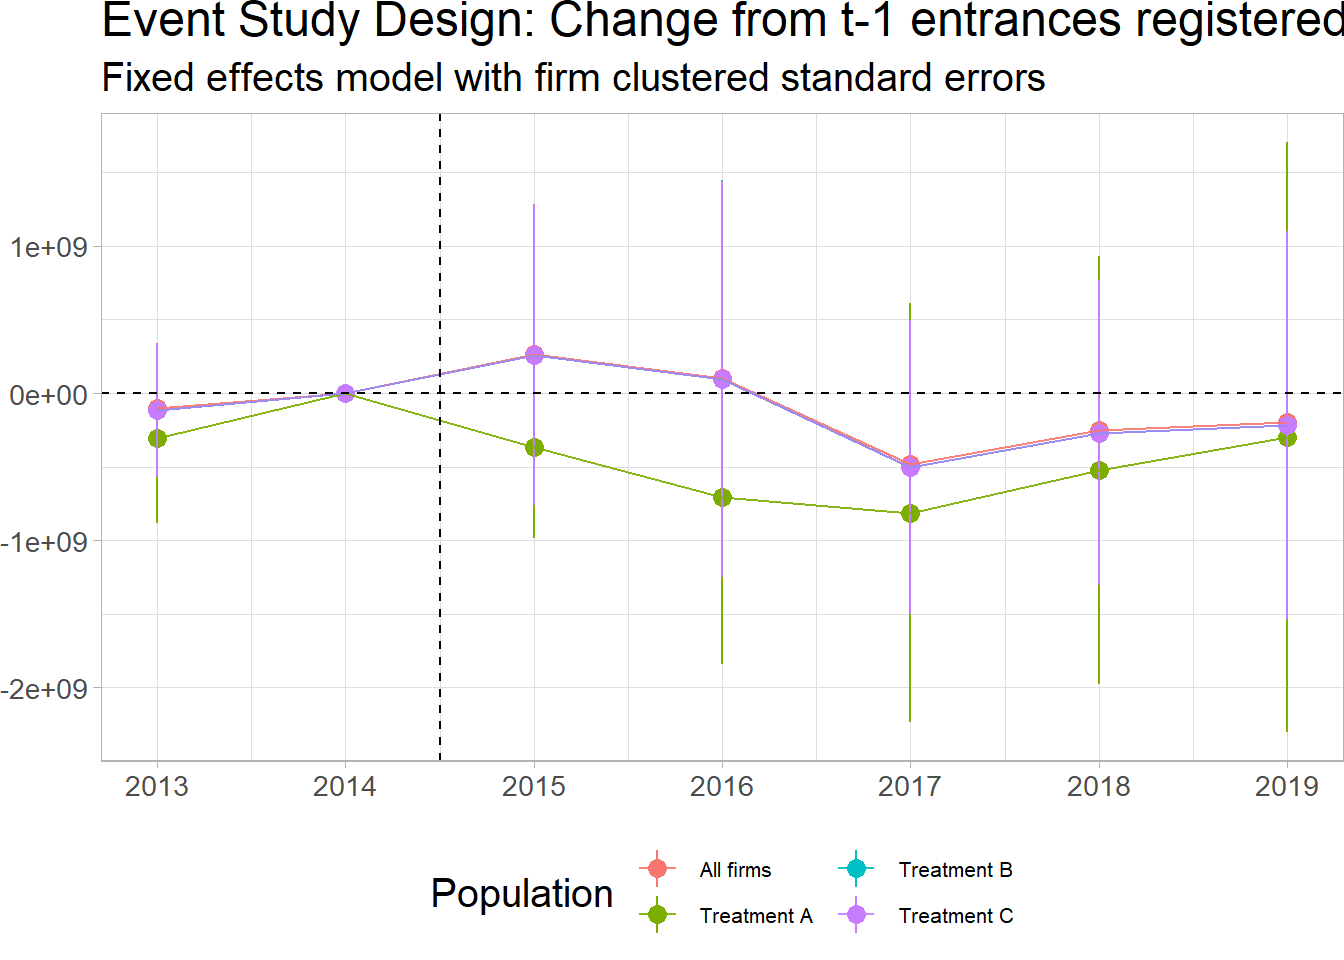 Event Study Design: Change from t-1 entrances registered
Fixed effects model with firm clustered standard errors
1e+09
0e+00
-1e+09
-2e+09
2013 2014 2015 2016 2017 2018 2019
Population
All firms
Treatment A
Treatment B
Treatment C